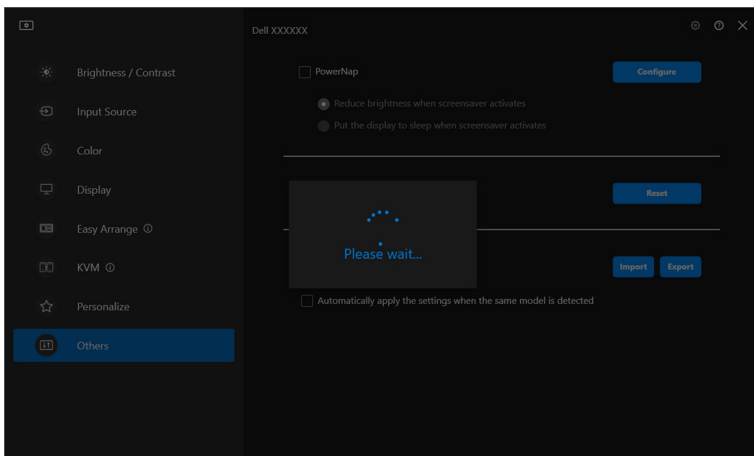 Dell XXXXXX
Brightness / Contrast
Input Source
Color
Display
Easy Arrange
KVM
Personalize
Others
PowerNap
Configure
Reduce brightness when screensaver activates
Put the display to sleep when screensaver activates
Reset
Please wait...
Import
Export
Automatically apply the settings when the same model is detected